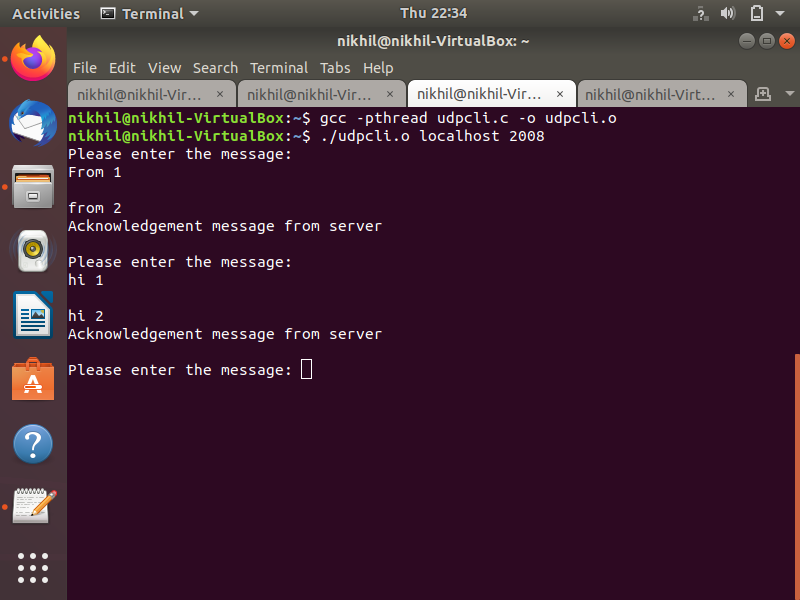 Activities Terminal Thu 22:34
nikhil@nikhil-VirtualBox: ~
File Edit View Search Terminal Tabs Help
nikhil@nikhil-Vir... × nikhil@nikhil-Vir... × nikhil@nikhil-Vir... × nikhil@nikhil-Virt... ×
nikhil@nikhil-VirtualBox:~$ gcc -pthread udpcli.c -o udpcli.o
nikhil@nikhil-VirtualBox:~$ ./udpcli.o localhost 2008
Please enter the message:
From 1
from 2
Acknowledgement message from server
Please enter the message:
hi 1
hi 2
Acknowledgement message from server
Please enter the message: